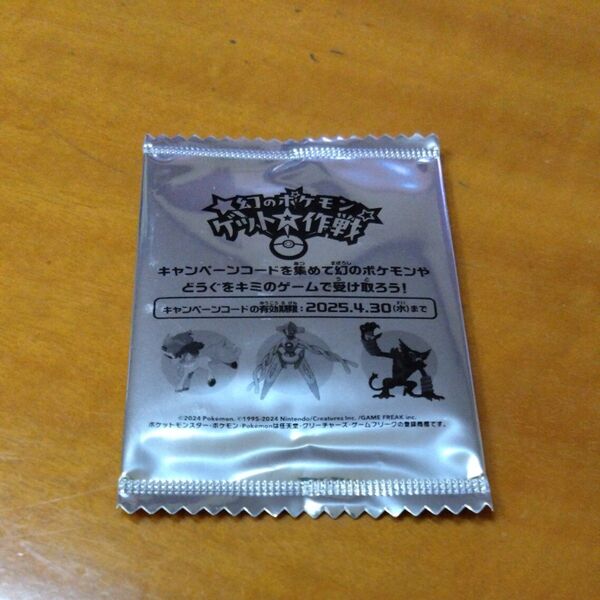 幻のポケモン
ゲット★作戦
キャンペーンコードを集めて幻のポケモンや
どうぐをキミのゲームで受け取ろう!
キャンペーンコードの有効期限:2025.4.30(水)まで
©2024 Pokémon. ©1995-2024 Nintendo/Creatures Inc. /GAME FREAK inc.
ポケットモンスター・ポケモン・Pokémonは任天堂・クリーチャーズ・ゲームフリークの登録商標です。